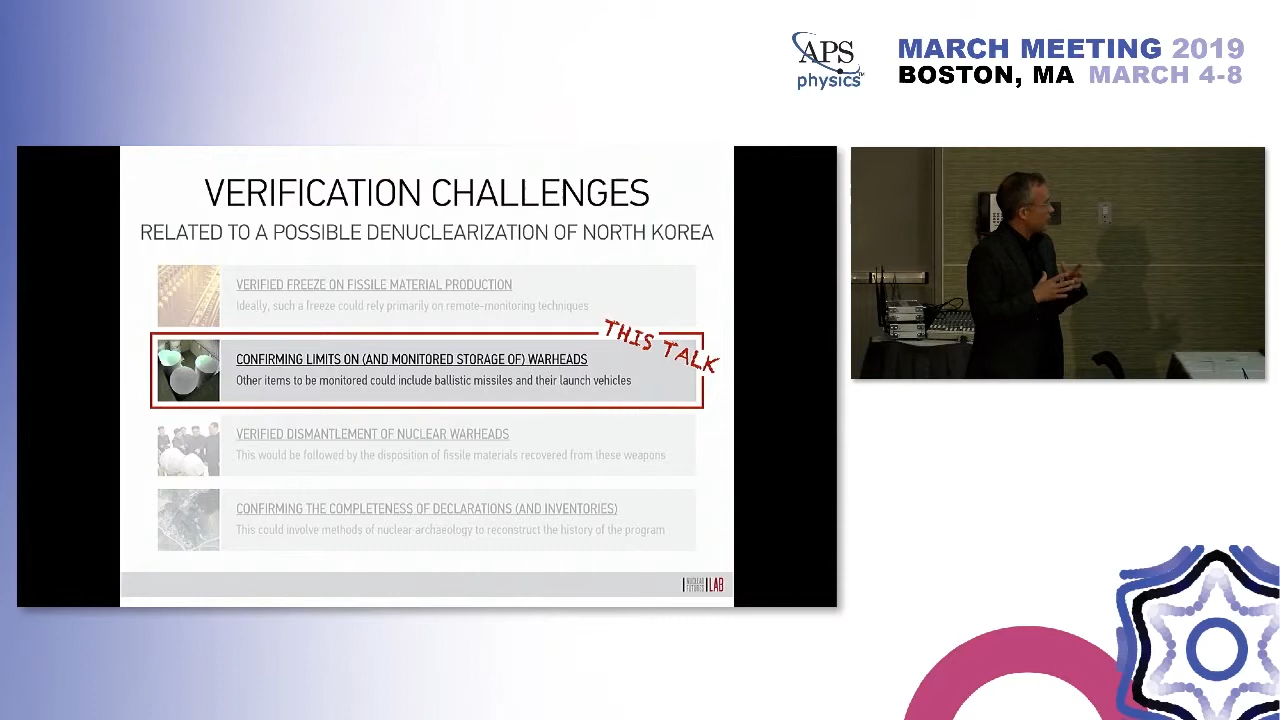 APS
physics
MARCH MEETING 2019
BOSTON, MA MARCH 4-8
VERIFICATION CHALLENGES
RELATED TO A POSSIBLE DENUCLEARIZATION OF NORTH KOREA
VERIFIED FREEZE ON FISSILE MATERIAL PRODUCTION
Ideally, such a freeze could rely primarily on remote-monitoring techniques
THIS TALK
CONFIRMING LIMITS ON (AND MONITORED STORAGE OF) WARHEADS
Other items to be monitored could include ballistic missiles and their launch vehicles
VERIFIED DISMANTLEMENT OF NUCLEAR WARHEADS
This would be followed by the disposition of fissile materials recovered from these weapons
CONFIRMING THE COMPLETENESS OF DECLARATIONS (AND INVENTORIES)
This could involve methods of nuclear archaeology to reconstruct the history of the program
NUCLEAR
FUTURES LAB